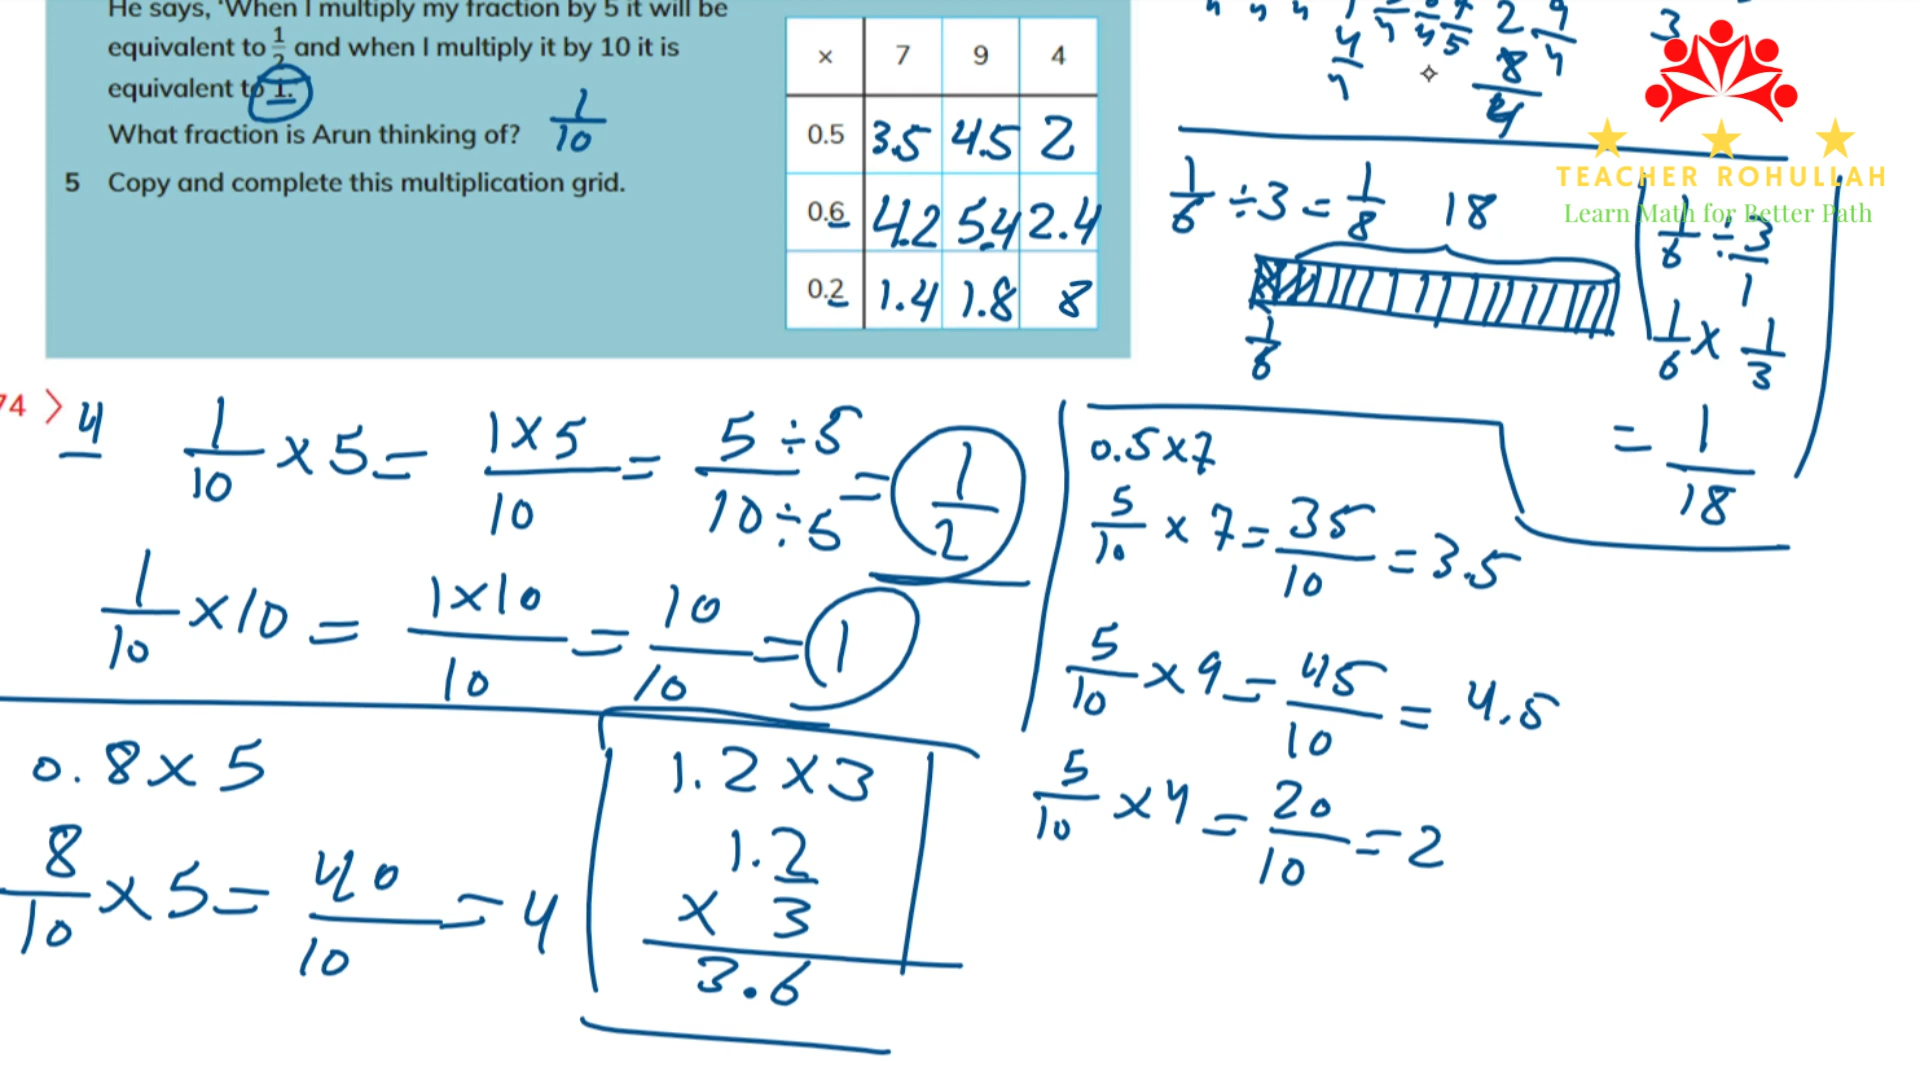 He says, 'When I multiply my fraction by 5 it will be
equivalent to 1/2 and when I multiply it by 10 it is
equivalent to 1.
What fraction is Arun thinking of? 1/10
5 Copy and complete this multiplication grid.
× 7 9 4
0.5 3.5 4.5 2
0.6 4.2 5.4 2.4
0.2 1.4 1.8 8
TEACHER ROHULLAH
Learn Math for Better Path
1/6 ÷ 3 = 1/8 18
1/6
1/6 ÷ 3/1
1/6 × 1/3
= 1/18
74 >
4 1/10 × 5 = 1×5/10 = 5÷5/10÷5 = 1/2
1/10 × 10 = 1×10/10 = 10/10 = 1
0.8 × 5
8/10 × 5 = 40/10 = 4
1.2 × 3
1.2
× 3
3.6
0.5 × 7
5/10 × 7 = 35/10 = 3.5
5/10 × 9 = 45/10 = 4.5
5/10 × 4 = 20/10 = 2